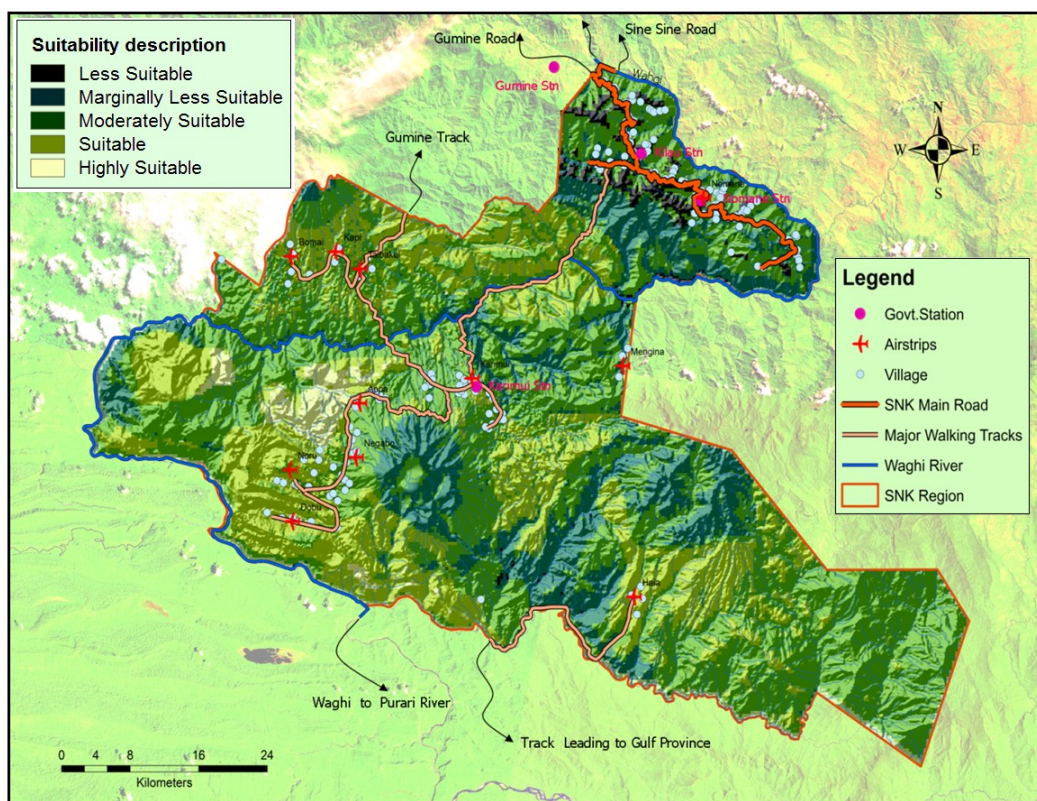 Suitability description
Less Suitable
Marginally Less Suitable
Moderately Suitable
Suitable
Highly Suitable
Gumine Road
Sine Sine Road
Gumine Stn
Gumine Track
Nomane Stn
N
W E
S
Bomai
Mengina
Negabo
Noru
Haia
Karimui Stn
Legend
Govt.Station
Airstrips
Village
SNK Main Road
Major Walking Tracks
Waghi River
SNK Region
Waghi to Purari River
Track Leading to Gulf Province
0 4 8 16 24
Kilometers